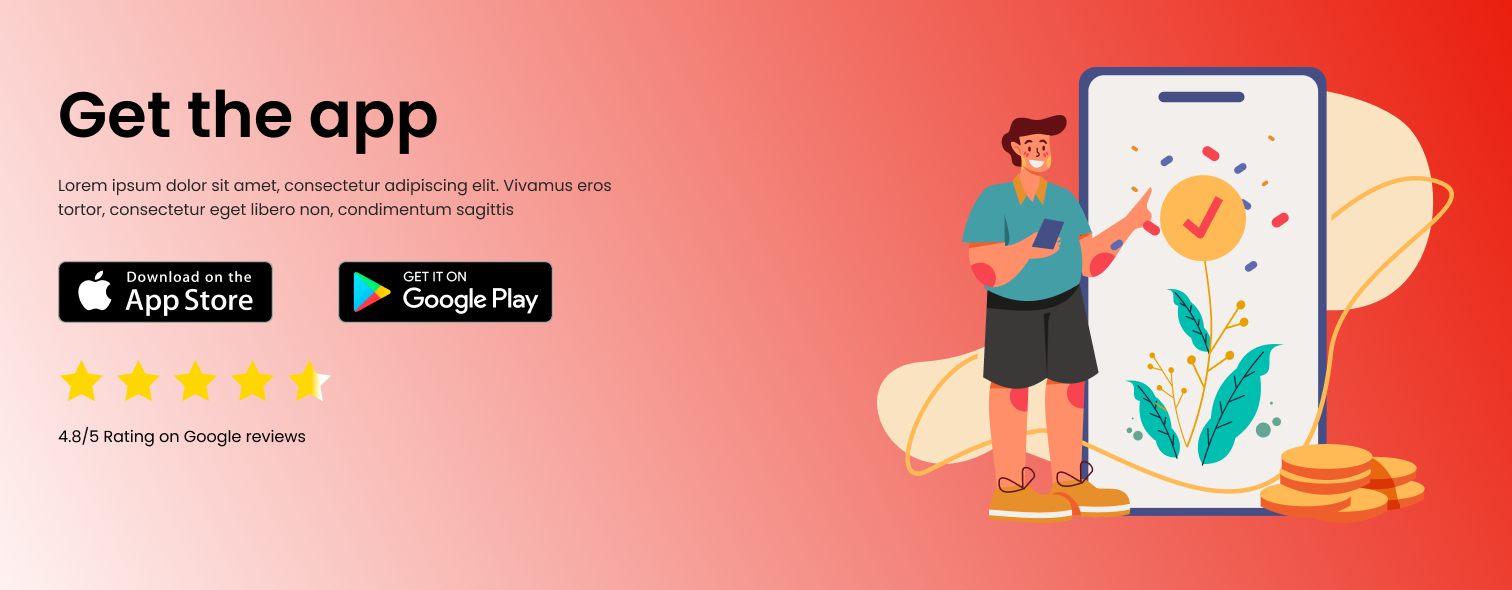 Get the app
Lorem ipsum dolor sit amet, consectetur adipiscing elit. Vivamus eros
tortor, consectetur eget libero non, condimentum sagittis
Download on the
App Store
GET IT ON
Google Play
4.8/5 Rating on Google reviews